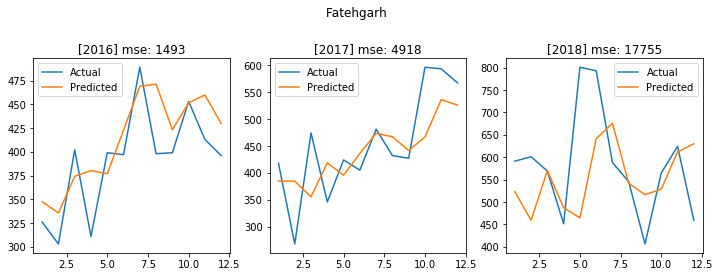 Fatehgarh
[2016] mse: 1493
Actual
Predicted
475
450
425
400
375
350
325
300
2.5 5.0 7.5 10.0 12.5
[2017] mse: 4918
Actual
Predicted
600
550
500
450
400
350
300
2.5 5.0 7.5 10.0 12.5
[2018] mse: 17755
Actual
Predicted
800
750
700
650
600
550
500
450
400
2.5 5.0 7.5 10.0 12.5